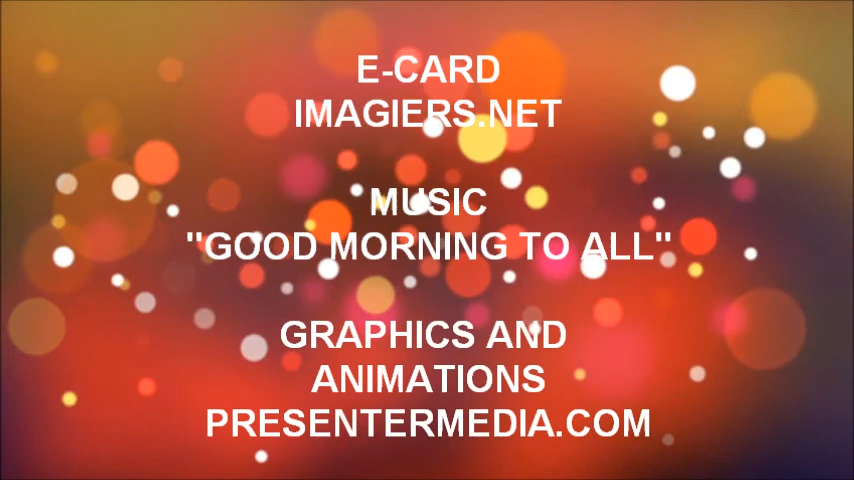 E-CARD
IMAGIERS.NET
MUSIC
"GOOD MORNING TO ALL"
GRAPHICS AND
ANIMATIONS
PRESENTERMEDIA.COM